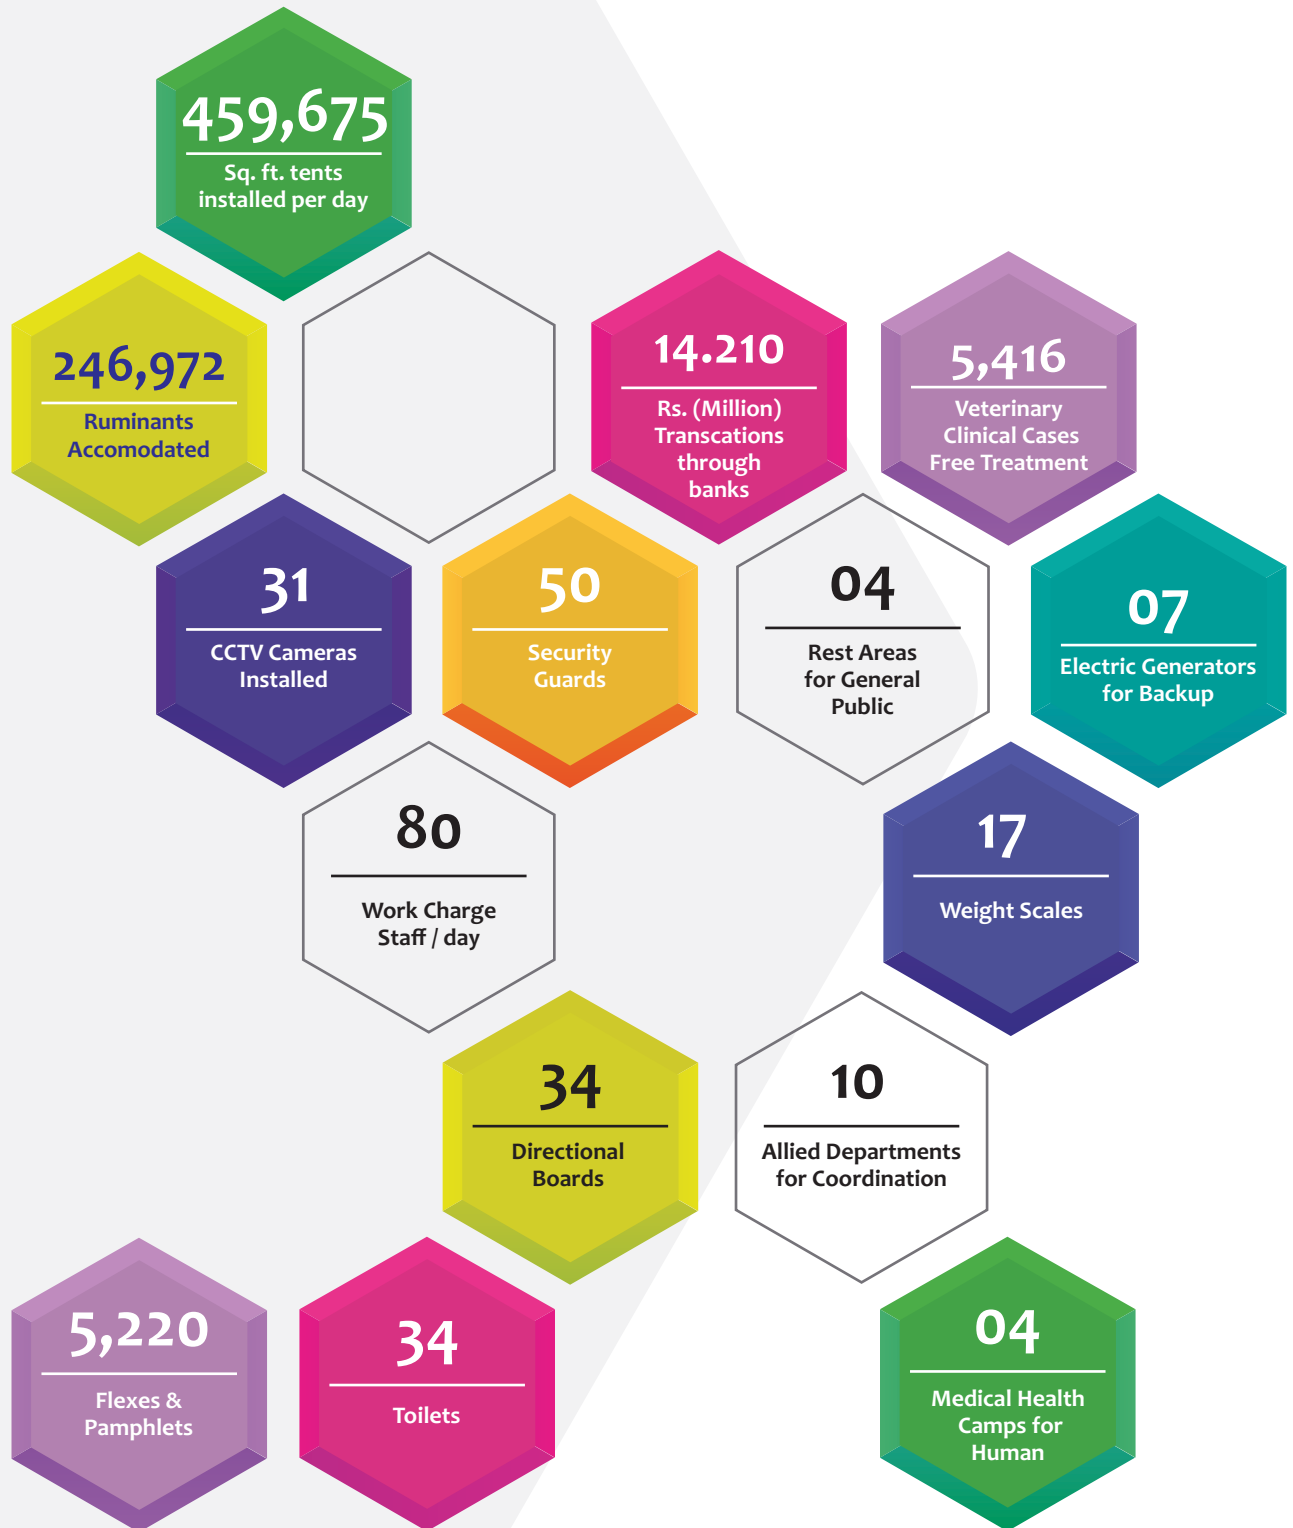 459,675
Sq. ft. tents
installed per day
246,972
Ruminants
Accomodated
14.210
Rs. (Million)
Transcations
through
banks
5,416
Veterinary
Clinical Cases
Free Treatment
31
CCTV Cameras
Installed
50
Security
Guards
04
Rest Areas
for General
Public
07
Electric Generators
for Backup
80
Work Charge
Staff / day
17
Weight Scales
34
Directional
Boards
10
Allied Departments
for Coordination
5,220
Flexes &
Pamphlets
34
Toilets
04
Medical Health
Camps for
Human